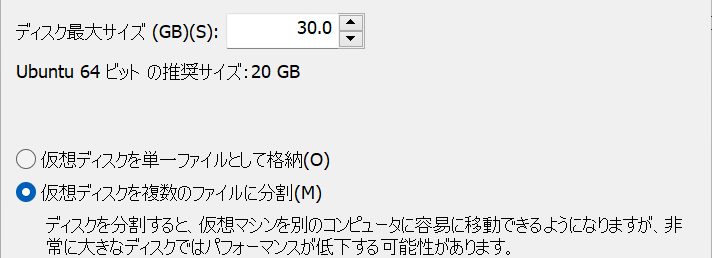 ディスク最大サイズ (GB)(S): 30.0
Ubuntu 64 ビット の推奨サイズ: 20 GB
仮想ディスクを単一ファイルとして格納(O)
仮想ディスクを複数のファイルに分割(M)
ディスクを分割すると、仮想マシンを別のコンピュータに容易に移動できるようになりますが、非
常に大きなディスクではパフォーマンスが低下する可能性があります。